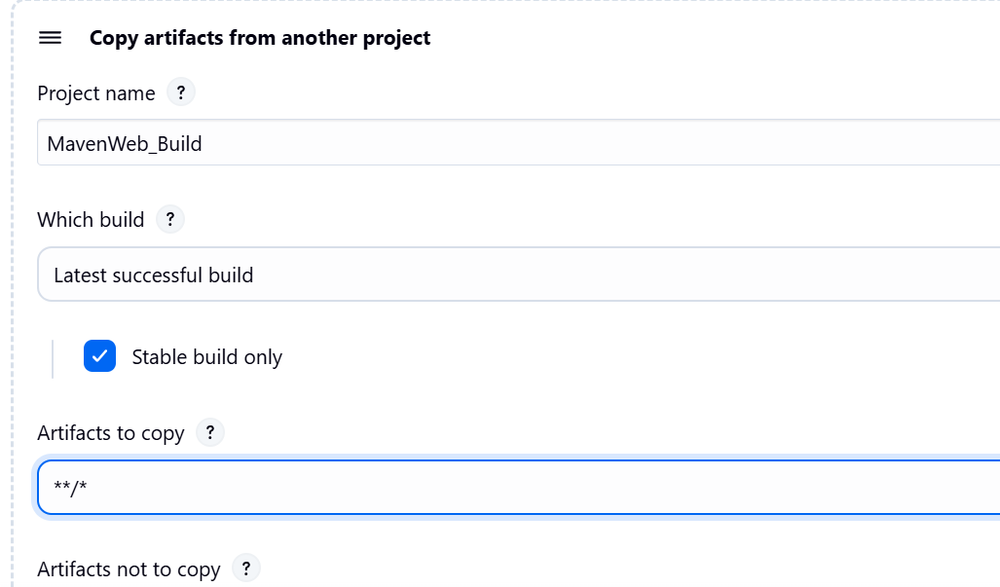 Copy artifacts from another project
Project name ?
MavenWeb_Build
Which build ?
Latest successful build
Stable build only
Artifacts to copy ?
**/*
Artifacts not to copy ?